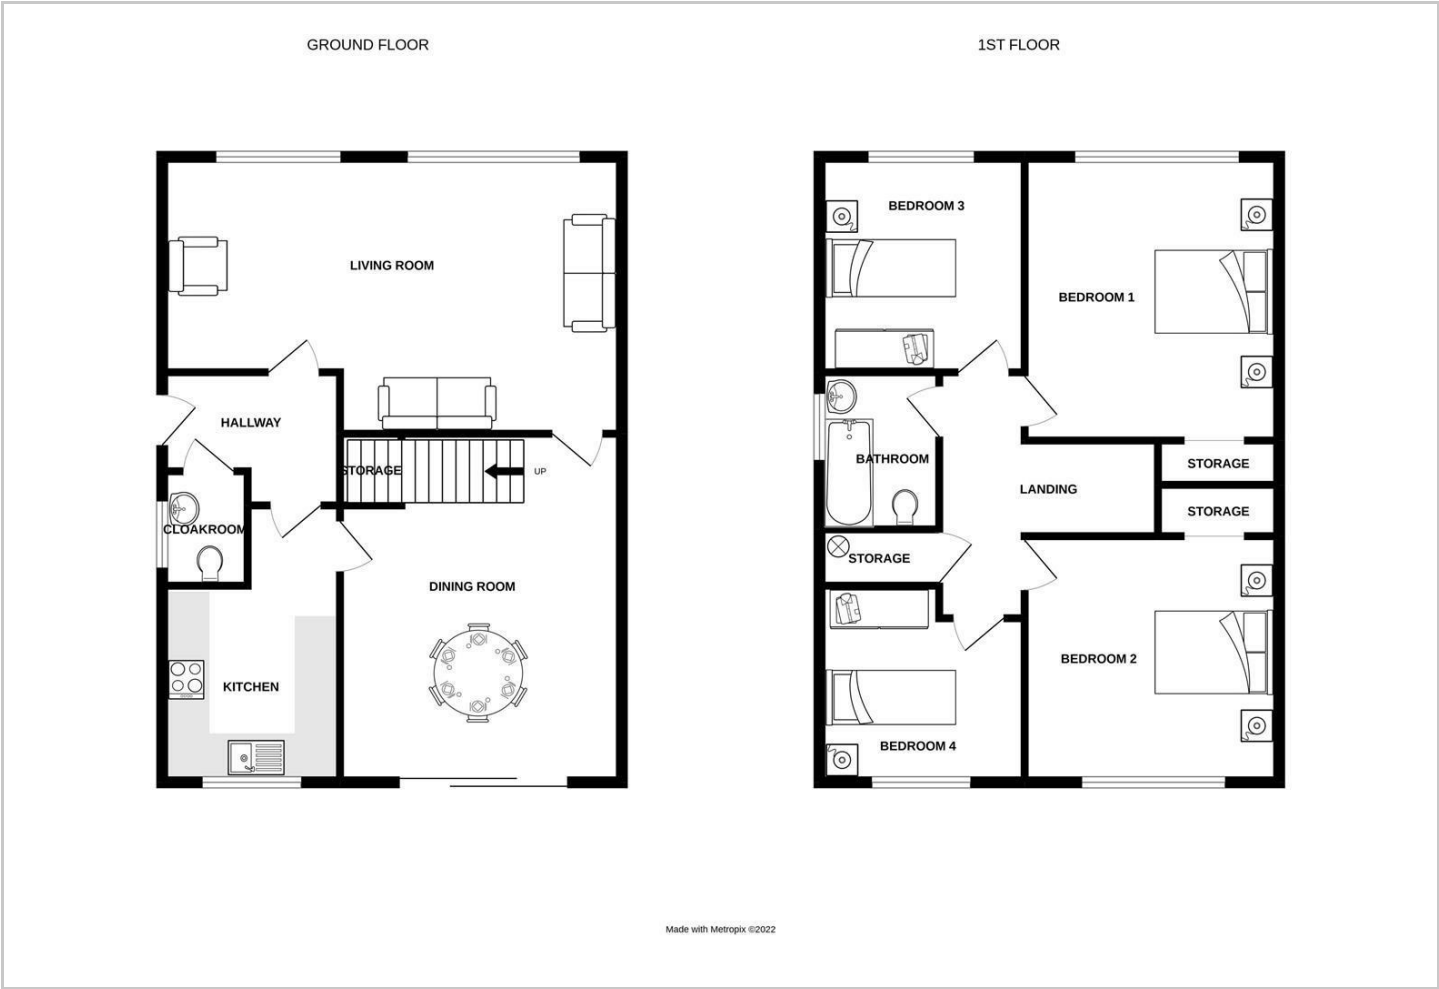 GROUND FLOOR
LIVING ROOM
HALLWAY
STORAGE
UP
CLOAKROOM
DINING ROOM
KITCHEN
1ST FLOOR
BEDROOM 3
BEDROOM 1
BATHROOM
STORAGE
LANDING
STORAGE
STORAGE
BEDROOM 2
BEDROOM 4
Made with Metropix ©2022